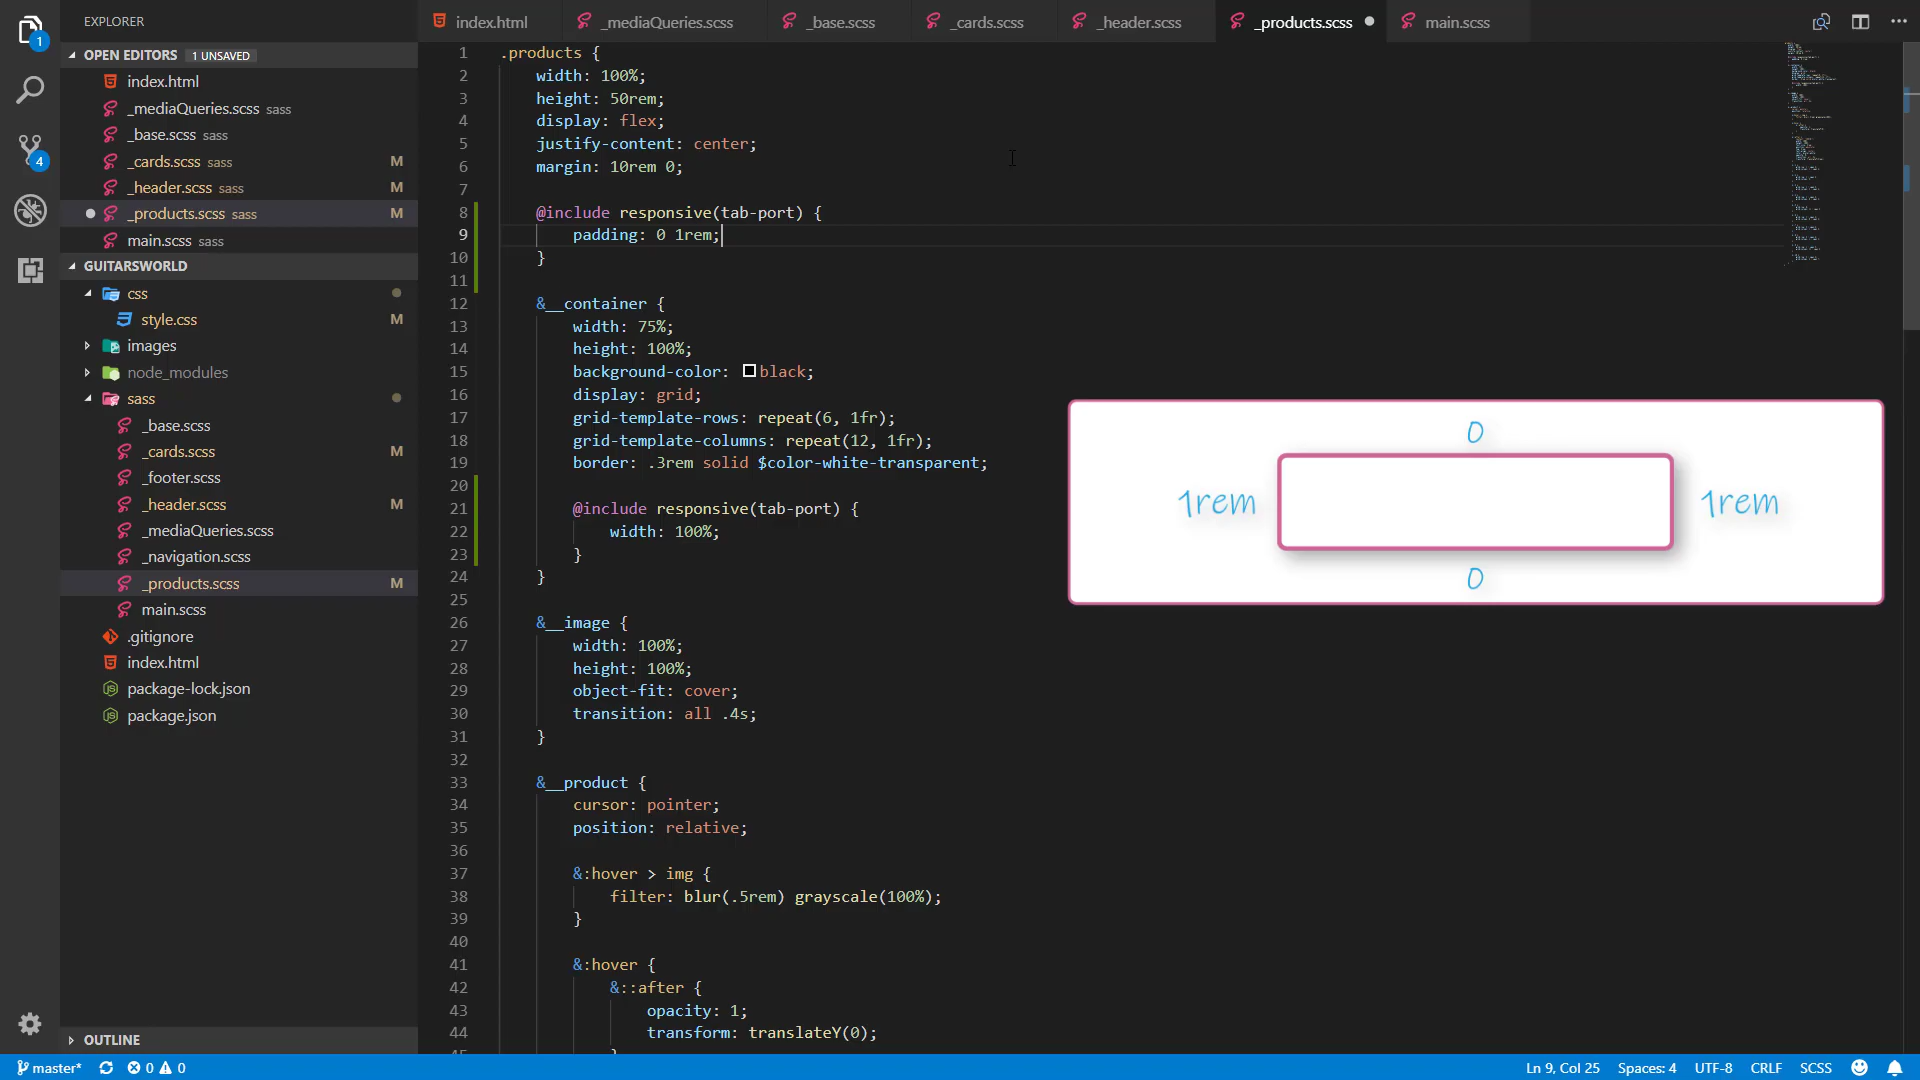 EXPLORER
OPEN EDITORS 1 UNSAVED
index.html
_mediaQueries.scss sass
_base.scss sass
_cards.scss sass M
_header.scss sass M
_products.scss sass M
main.scss sass
GUITARSWORLD
css
style.css M
images
node_modules
sass
_base.scss
_cards.scss M
_footer.scss
_header.scss M
_mediaQueries.scss
_navigation.scss
_products.scss M
main.scss
.gitignore
index.html
package-lock.json
package.json
OUTLINE
1
4
index.html _mediaQueries.scss _base.scss _cards.scss _header.scss _products.scss main.scss
1 .products {
2 width: 100%;
3 height: 50rem;
4 display: flex;
5 justify-content: center;
6 margin: 10rem 0;
7
8 @include responsive(tab-port) {
9 padding: 0 1rem;
10 }
11
12 &__container {
13 width: 75%;
14 height: 100%;
15 background-color: black;
16 display: grid;
17 grid-template-rows: repeat(6, 1fr);
18 grid-template-columns: repeat(12, 1fr);
19 border: .3rem solid $color-white-transparent;
20
21 @include responsive(tab-port) {
22 width: 100%;
23 }
24 }
25
26 &__image {
27 width: 100%;
28 height: 100%;
29 object-fit: cover;
30 transition: all .4s;
31 }
32
33 &__product {
34 cursor: pointer;
35 position: relative;
36
37 &:hover > img {
38 filter: blur(.5rem) grayscale(100%);
39 }
40
41 &:hover {
42 &::after {
43 opacity: 1;
44 transform: translateY(0);
0
1rem 1rem
0
master* 0 0 Ln 9, Col 25 Spaces: 4 UTF-8 CRLF SCSS